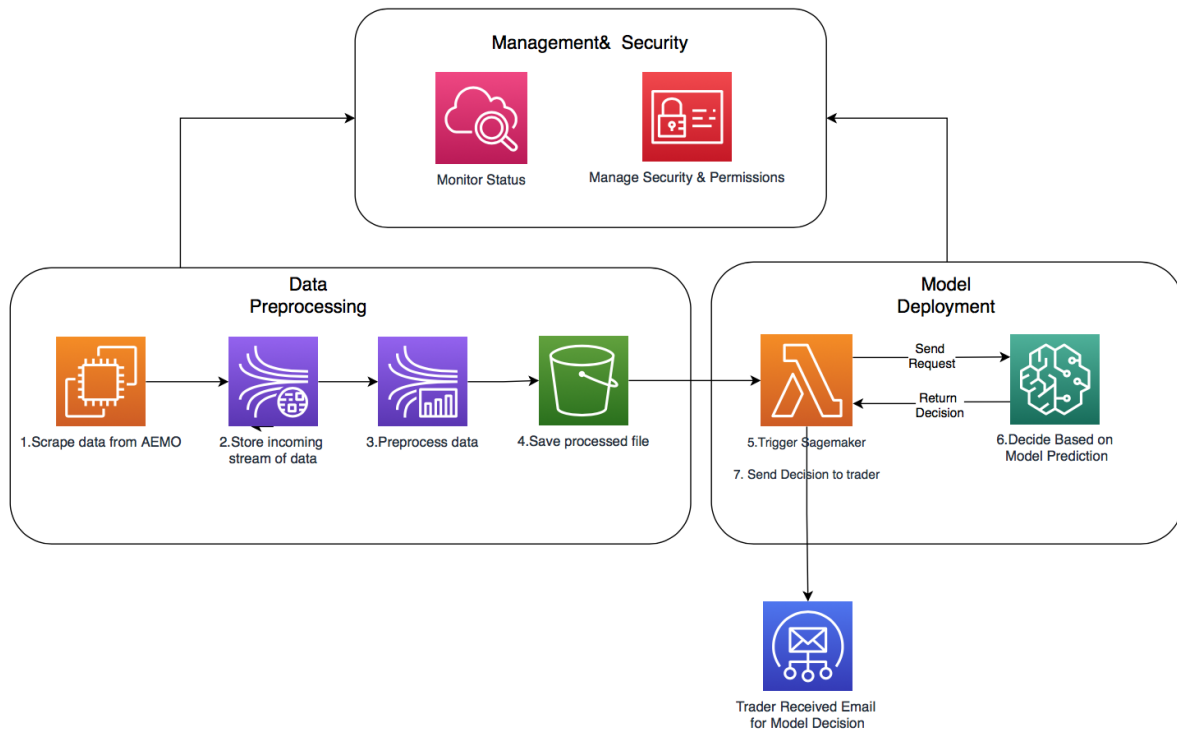 Management& Security
Monitor Status
Manage Security & Permissions
Data
Preprocessing
1.Scrape data from AEMO
2.Store incoming
stream of data
3.Preprocess data
4.Save processed file
Model
Deployment
Send
Request
Return
Decision
5.Trigger Sagemaker
6.Decide Based on
Model Prediction
7. Send Decision to trader
Trader Received Email
for Model Decision